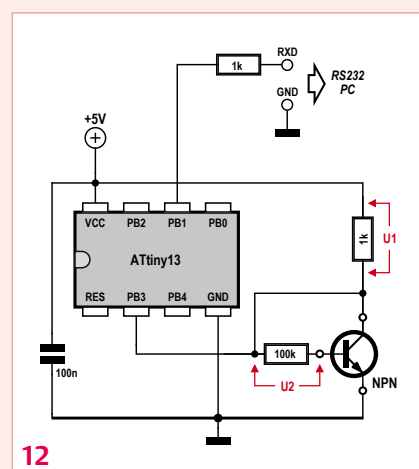 RXD
1k
GND
RS232
PC
+5V
VCC PB2 PB1 PB0
ATtiny13
RES PB3 PB4 GND
1k
U1
100k
U2
NPN
100n
12